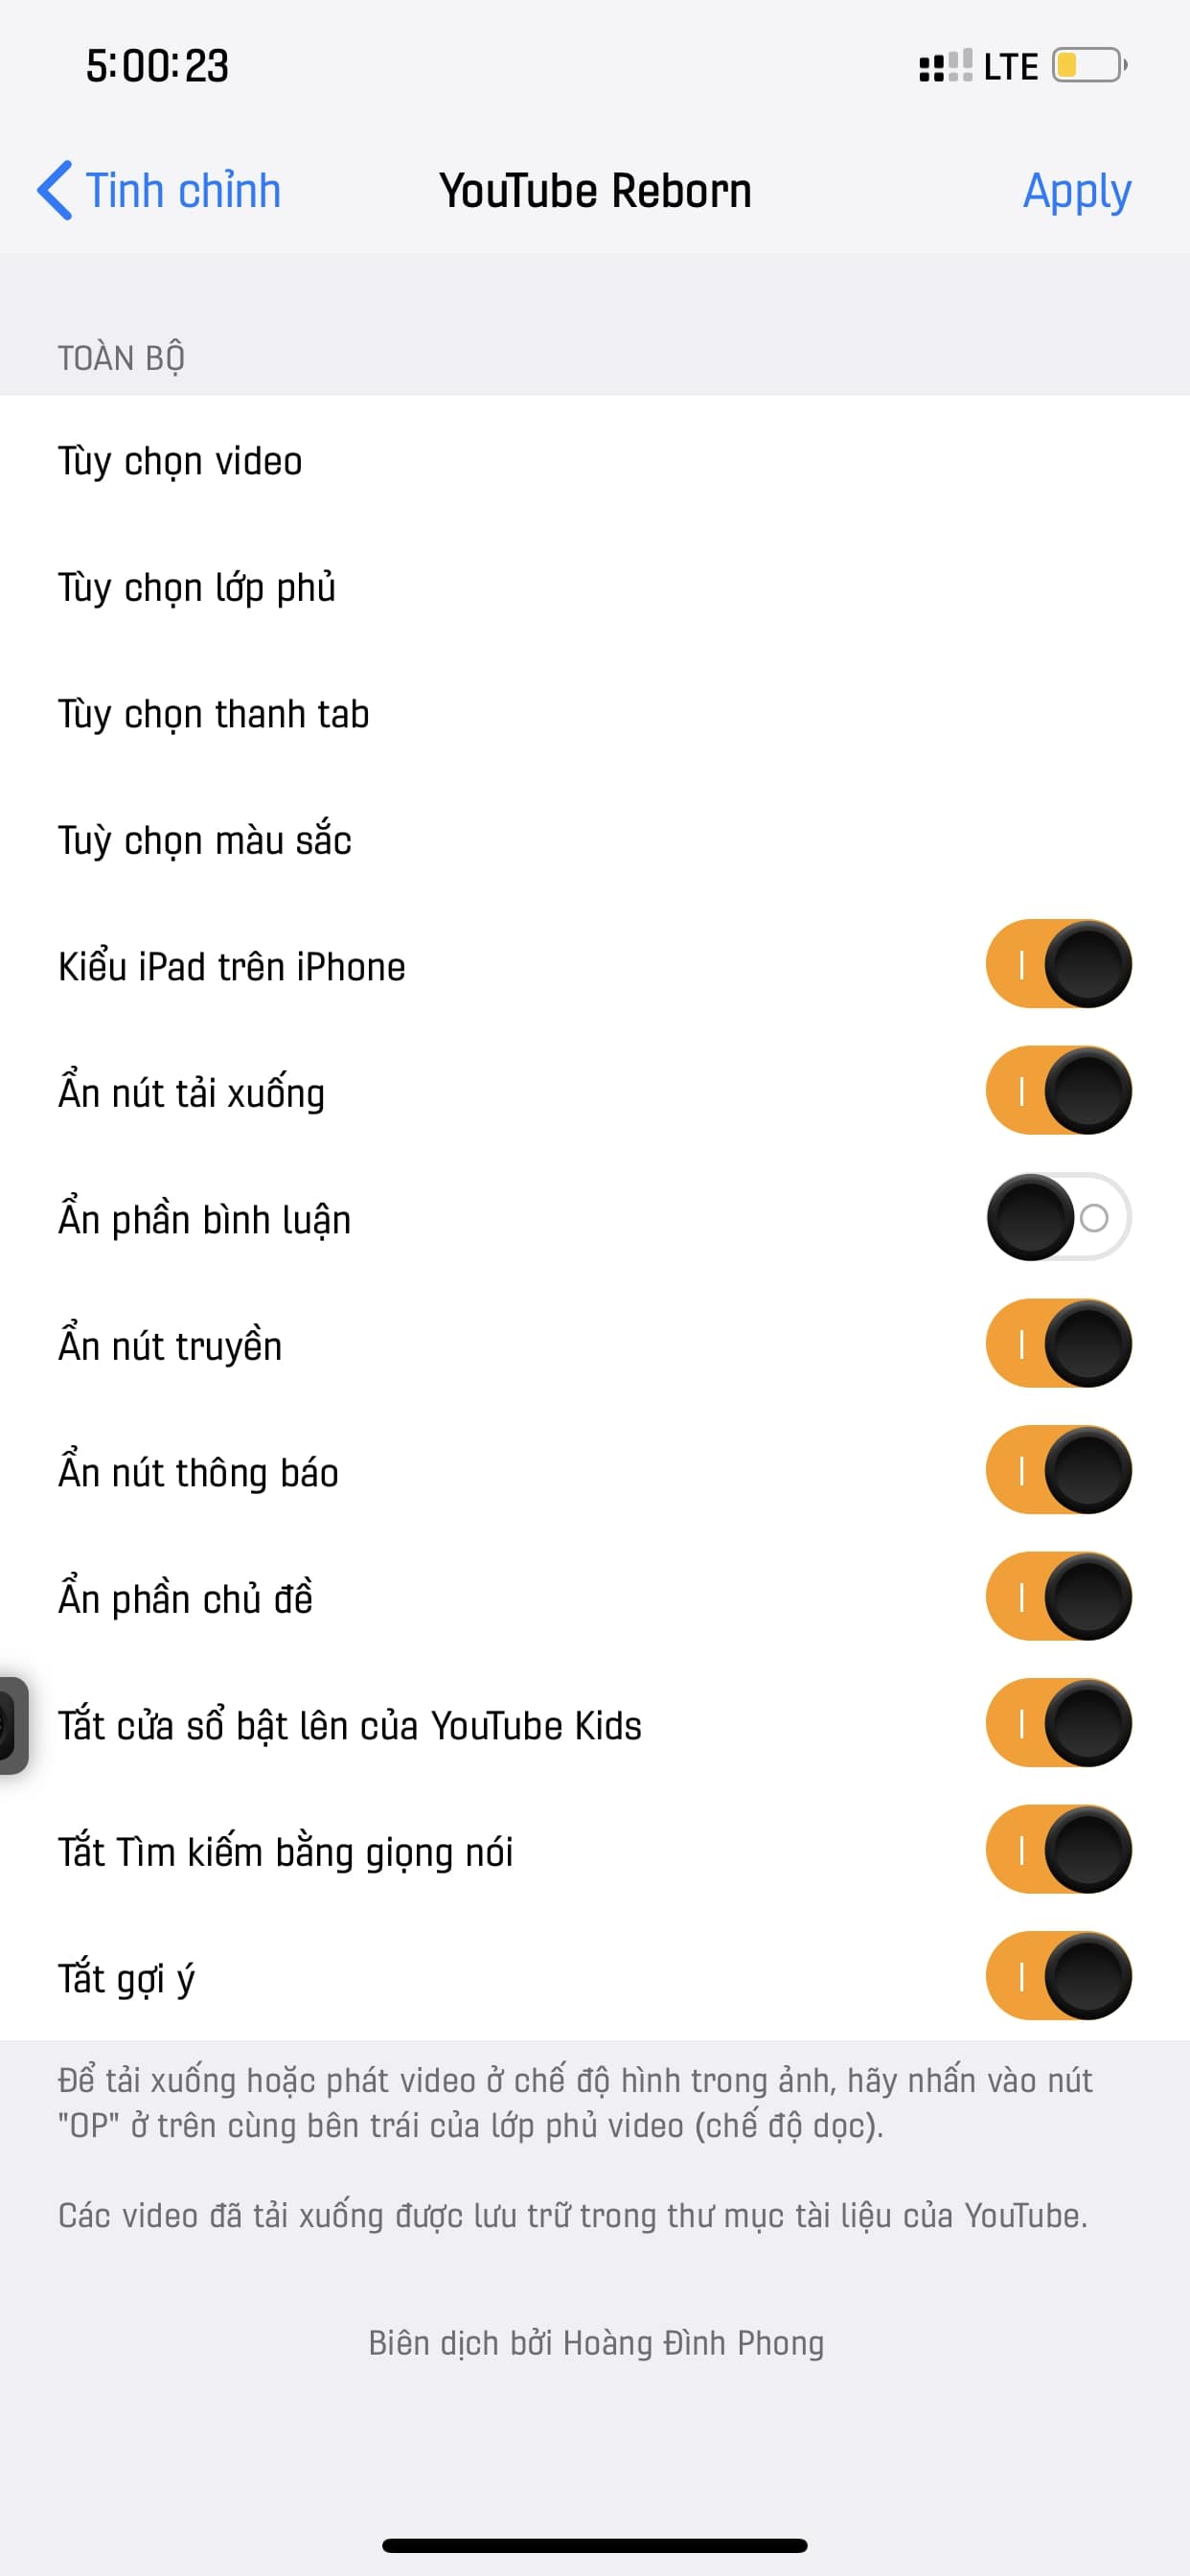 5:00:23
LTE
Tinh chỉnh
YouTube Reborn
Apply
TOÀN BỘ
Tùy chọn video
Tùy chọn lớp phủ
Tùy chọn thanh tab
Tuỳ chọn màu sắc
Kiểu iPad trên iPhone
Ẩn nút tải xuống
Ẩn phần bình luận
Ẩn nút truyền
Ẩn nút thông báo
Ẩn phần chủ đề
Tắt cửa sổ bật lên của YouTube Kids
Tắt Tìm kiếm bằng giọng nói
Tắt gợi ý
Để tải xuống hoặc phát video ở chế độ hình trong ảnh, hãy nhấn vào nút
"OP" ở trên cùng bên trái của lớp phủ video (chế độ dọc).
Các video đã tải xuống được lưu trữ trong thư mục tài liệu của YouTube.
Biên dịch bởi Hoàng Đình Phong